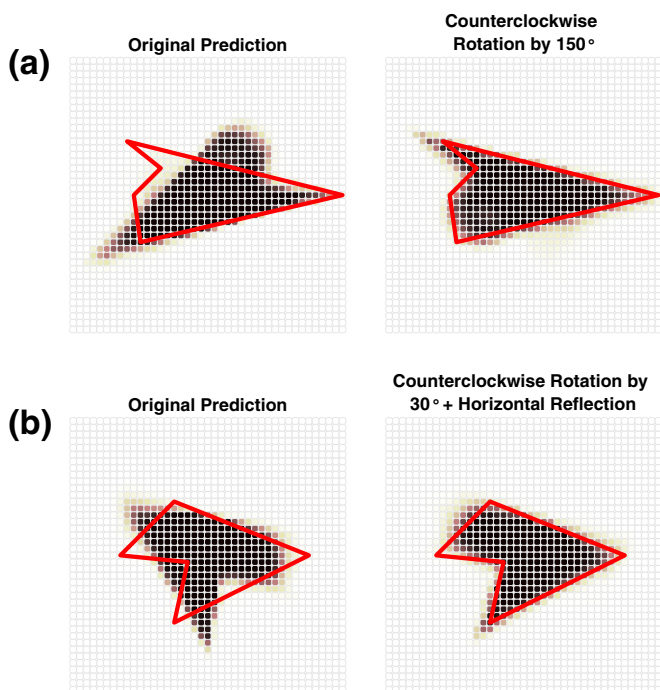 (a)
Original Prediction
Counterclockwise
Rotation by 150°
(b)
Original Prediction
Counterclockwise Rotation by
30°+ Horizontal Reflection